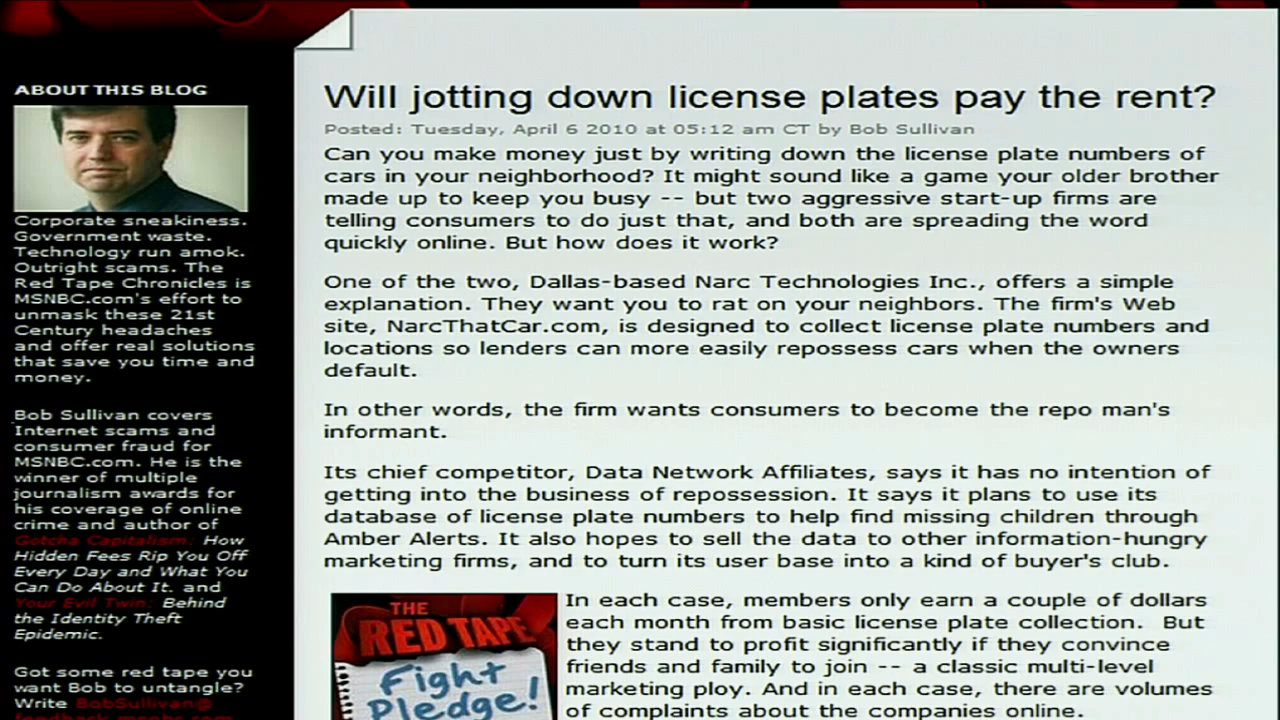 ABOUT THIS BLOG
Corporate sneakiness.
Government waste.
Technology run amok.
Outright scams. The
Red Tape Chronicles is
MSNBC.com's effort to
unmask these 21st
Century headaches
and offer real solutions
that save you time and
money.
Bob Sullivan covers
Internet scams and
consumer fraud for
MSNBC.com. He is the
winner of multiple
journalism awards for
his coverage of online
crime and author of
Gotcha Capitalism: How
Hidden Fees Rip You Off
Every Day and What You
Can Do About It. and
Your Evil Twin: Behind
the Identity Theft
Epidemic.
Got some red tape you
want Bob to untangle?
Write BobSullivan@
feedback.msnbc.com
Will jotting down license plates pay the rent?
Posted: Tuesday, April 6 2010 at 05:12 am CT by Bob Sullivan
Can you make money just by writing down the license plate numbers of
cars in your neighborhood? It might sound like a game your older brother
made up to keep you busy -- but two aggressive start-up firms are
telling consumers to do just that, and both are spreading the word
quickly online. But how does it work?
One of the two, Dallas-based Narc Technologies Inc., offers a simple
explanation. They want you to rat on your neighbors. The firm's Web
site, NarcThatCar.com, is designed to collect license plate numbers and
locations so lenders can more easily repossess cars when the owners
default.
In other words, the firm wants consumers to become the repo man's
informant.
Its chief competitor, Data Network Affiliates, says it has no intention of
getting into the business of repossession. It says it plans to use its
database of license plate numbers to help find missing children through
Amber Alerts. It also hopes to sell the data to other information-hungry
marketing firms, and to turn its user base into a kind of buyer's club.
THE
RED TAPE
Fight
Pledge!
In each case, members only earn a couple of dollars
each month from basic license plate collection. But
they stand to profit significantly if they convince
friends and family to join -- a classic multi-level
marketing ploy. And in each case, there are volumes
of complaints about the companies online.